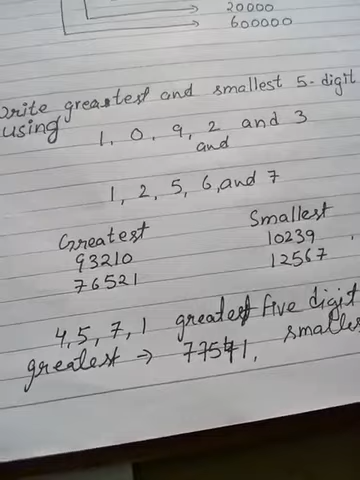 20000
600000
Write greatest and smallest 5-digit
using 1, 0, 9, 2 and 3
and
1, 2, 5, 6, and 7
Greatest Smallest
93210 10239
76521 12567
4, 5, 7, 1 greatest five digit
greatest → 77541, smalles